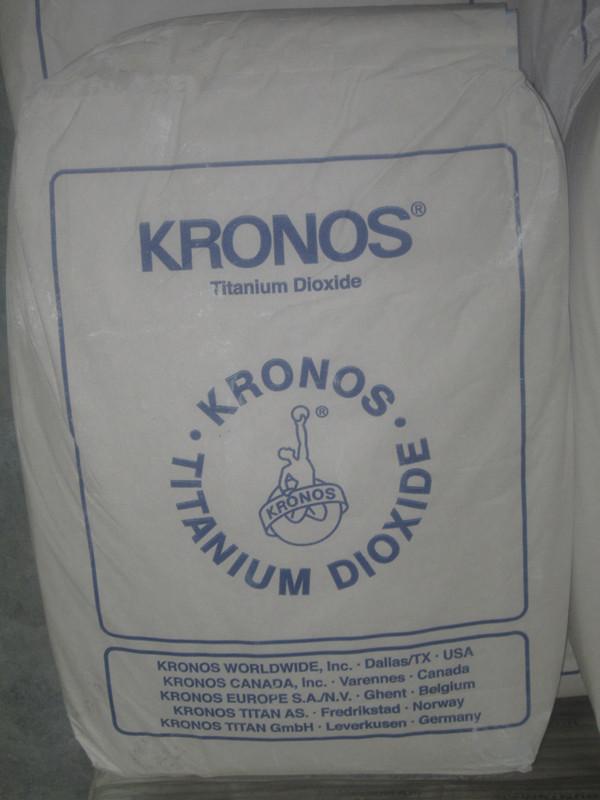 KRONOS®
Titanium Dioxide
· KRONOS ·
®
KRONOS
TITANIUM DIOXIDE
KRONOS WORLDWIDE, Inc. · Dallas/TX · USA
KRONOS CANADA, Inc. · Varennes · Canada
KRONOS EUROPE S.A./N.V. · Ghent · Belgium
KRONOS TITAN AS. · Fredrikstad · Norway
KRONOS TITAN GmbH · Leverkusen · Germany